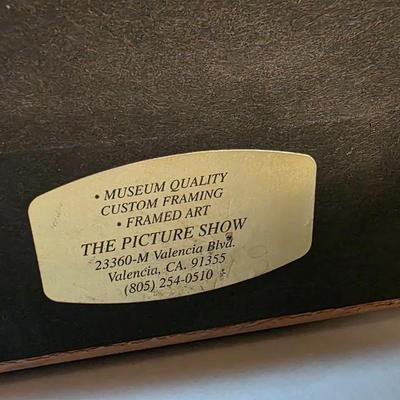 • MUSEUM QUALITY
CUSTOM FRAMING
• FRAMED ART
THE PICTURE SHOW
23360-M Valencia Blvd.
Valencia, CA. 91355
(805) 254-0510